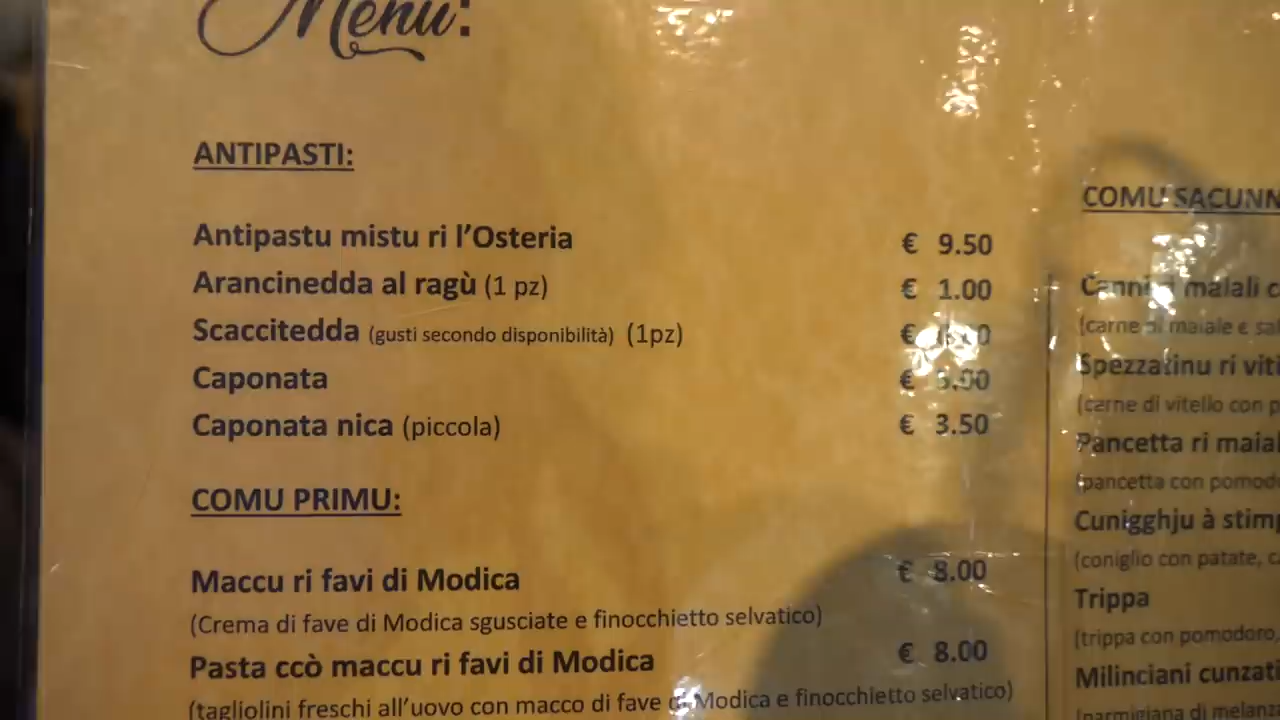 Menù:
ANTIPASTI:
Antipastu mistu ri l'Osteria € 9.50
Arancinedda al ragù (1 pz) € 1.00
Scaccitedda (gusti secondo disponibilità) (1pz) €
Caponata € 5.00
Caponata nica (piccola) € 3.50
COMU PRIMU:
Maccu ri favi di Modica € 8.00
(Crema di fave di Modica sgusciate e finocchietto selvatico)
Pasta ccò maccu ri favi di Modica € 8.00
(tagliolini freschi all'uovo con macco di fave Modica e finocchietto selvatico)
COMU SACUNN
maiali c
(carne di maiale e sa
Spezzatinu ri vit
(carne di vitello con p
Pancetta ri maial
(pancetta con pomod
Cunigghju à stim
(coniglio con patate, c
Trippa
(trippa con pomodoro,
Milinciani cunzat
(parmigiana di melanz